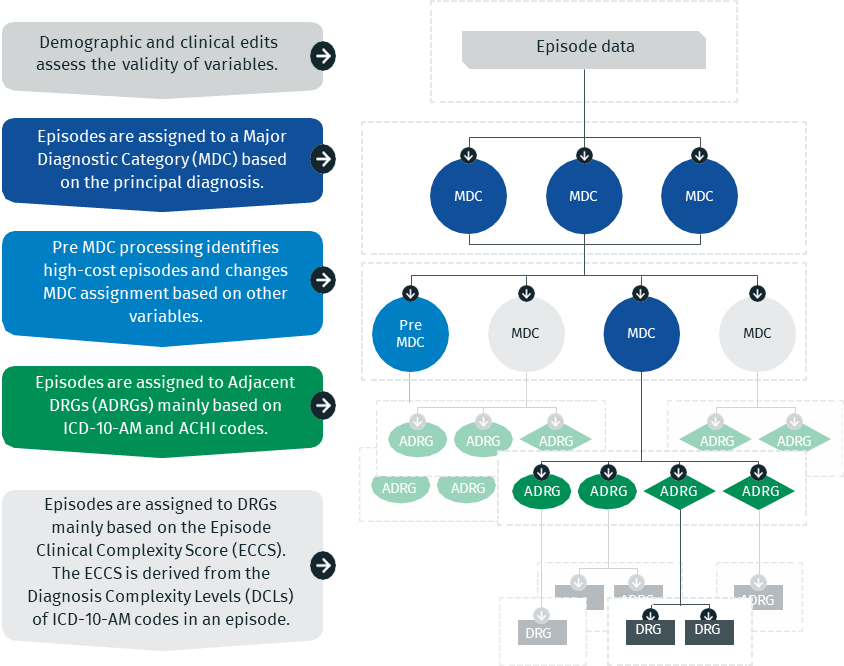 Demographic and clinical edits
assess the validity of variables.
Episode data
Episodes are assigned to a Major
Diagnostic Category (MDC) based
on the principal diagnosis.
MDC
MDC
MDC
Pre MDC processing identifies
high-cost episodes and changes
MDC assignment based on other
variables.
Pre
MDC
MDC
MDC
MDC
Episodes are assigned to Adjacent
DRGs (ADRGs) mainly based on
ICD-10-AM and ACHI codes.
ADRG
ADRG
ADRG
ADRG
ADRG
ADRG
ADRG
ADRG
ADRG
ADRG
ADRG
Episodes are assigned to DRGs
mainly based on the Episode
Clinical Complexity Score (ECCS).
The ECCS is derived from the
Diagnosis Complexity Levels (DCLs)
of ICD-10-AM codes in an episode.
ADRG
ADRG
DRG
DRG
DRG